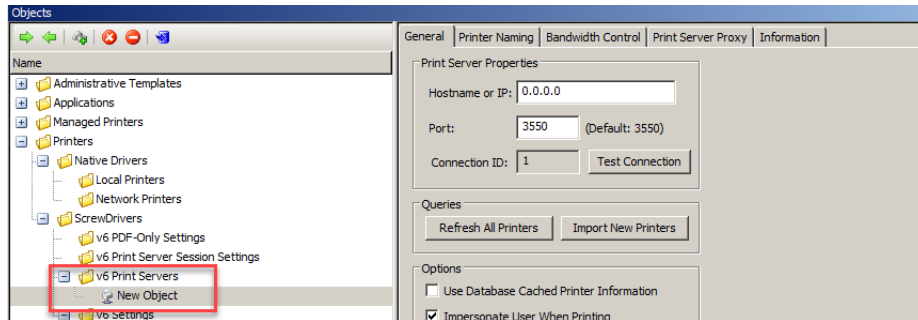 Objects
Name
Administrative Templates
Applications
Managed Printers
Printers
Native Drivers
Local Printers
Network Printers
ScrewDrivers
v6 PDF-Only Settings
v6 Print Server Session Settings
v6 Print Servers
New Object
v6 Settings
General Printer Naming Bandwidth Control Print Server Proxy Information
Print Server Properties
Hostname or IP: 0.0.0.0
Port: 3550 (Default: 3550)
Connection ID: 1 Test Connection
Queries
Refresh All Printers Import New Printers
Options
Use Database Cached Printer Information
Impersonate User When Printing